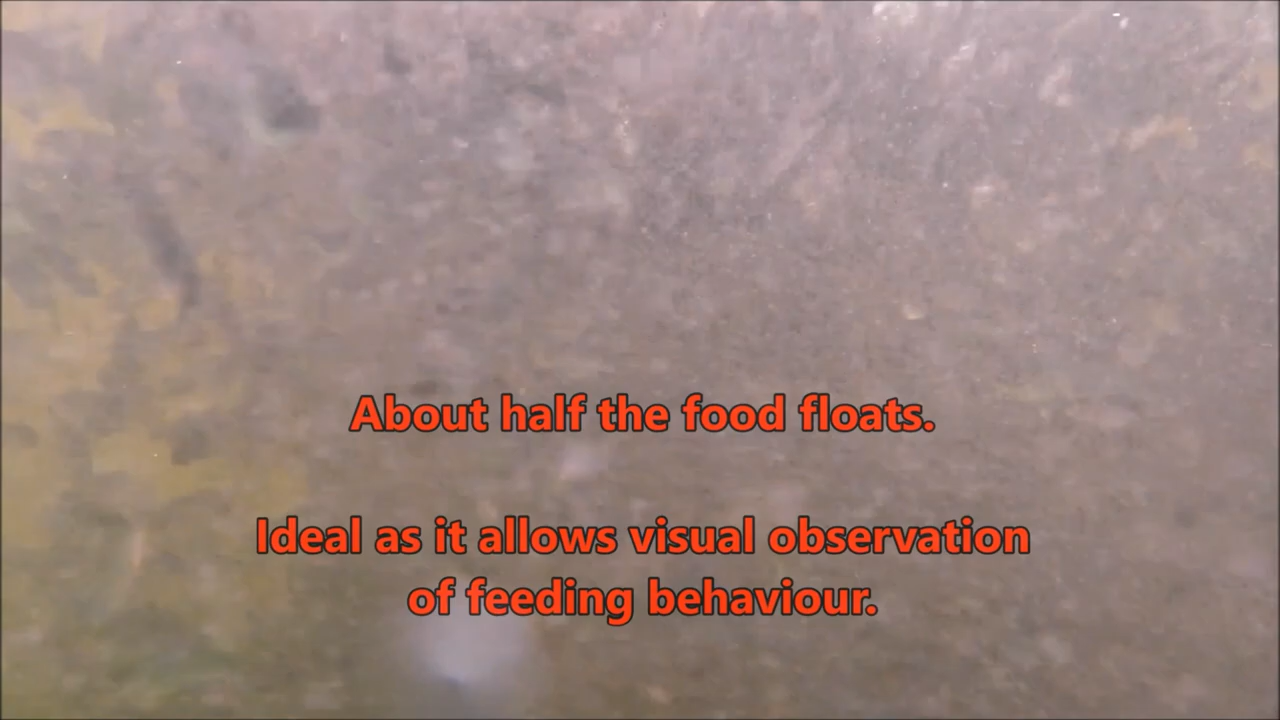 About half the food floats.
Ideal as it allows visual observation
of feeding behaviour.